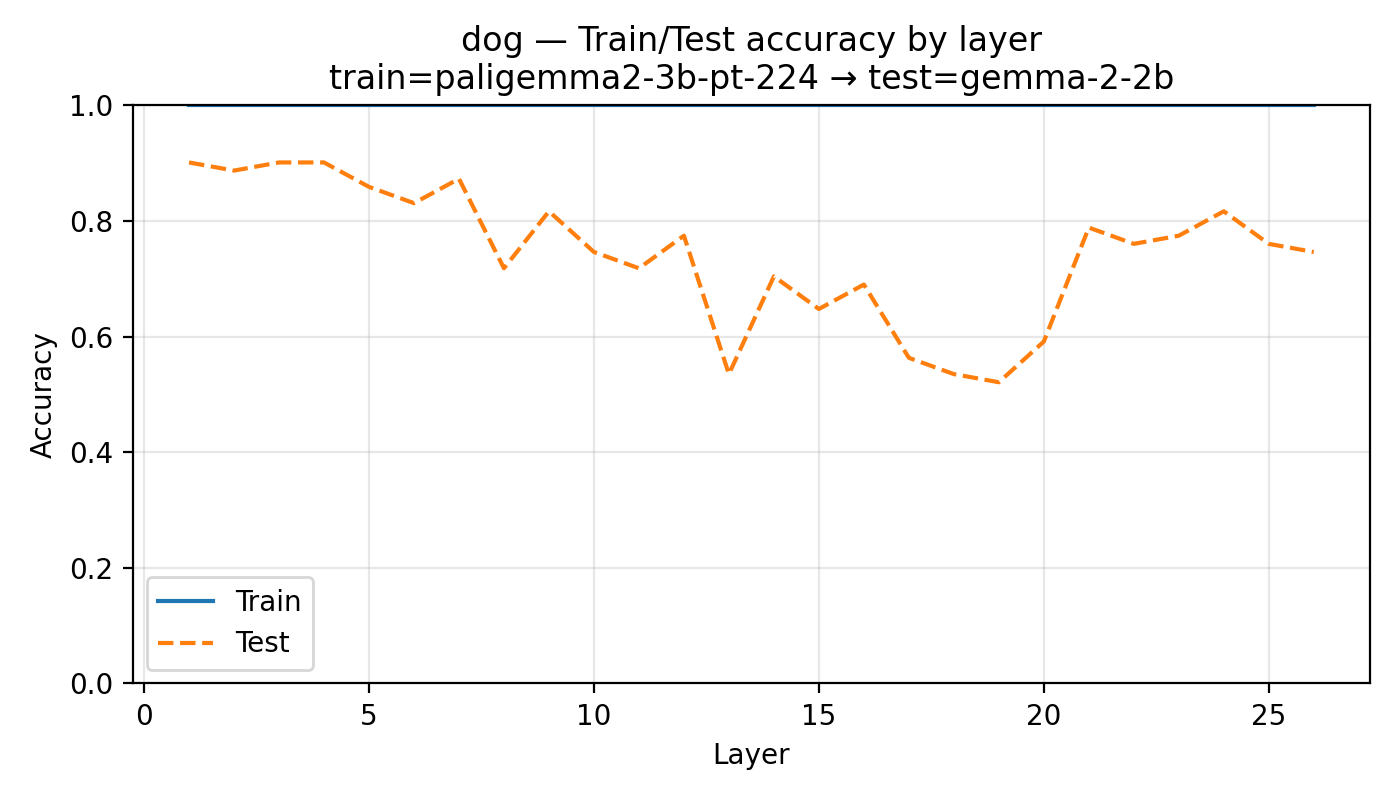 dog — Train/Test accuracy by layer
train=paligemma2-3b-pt-224 → test=gemma-2-2b
1.0
0.8
0.6
0.4
0.2
0.0
Accuracy
Train
Test
0 5 10 15 20 25
Layer